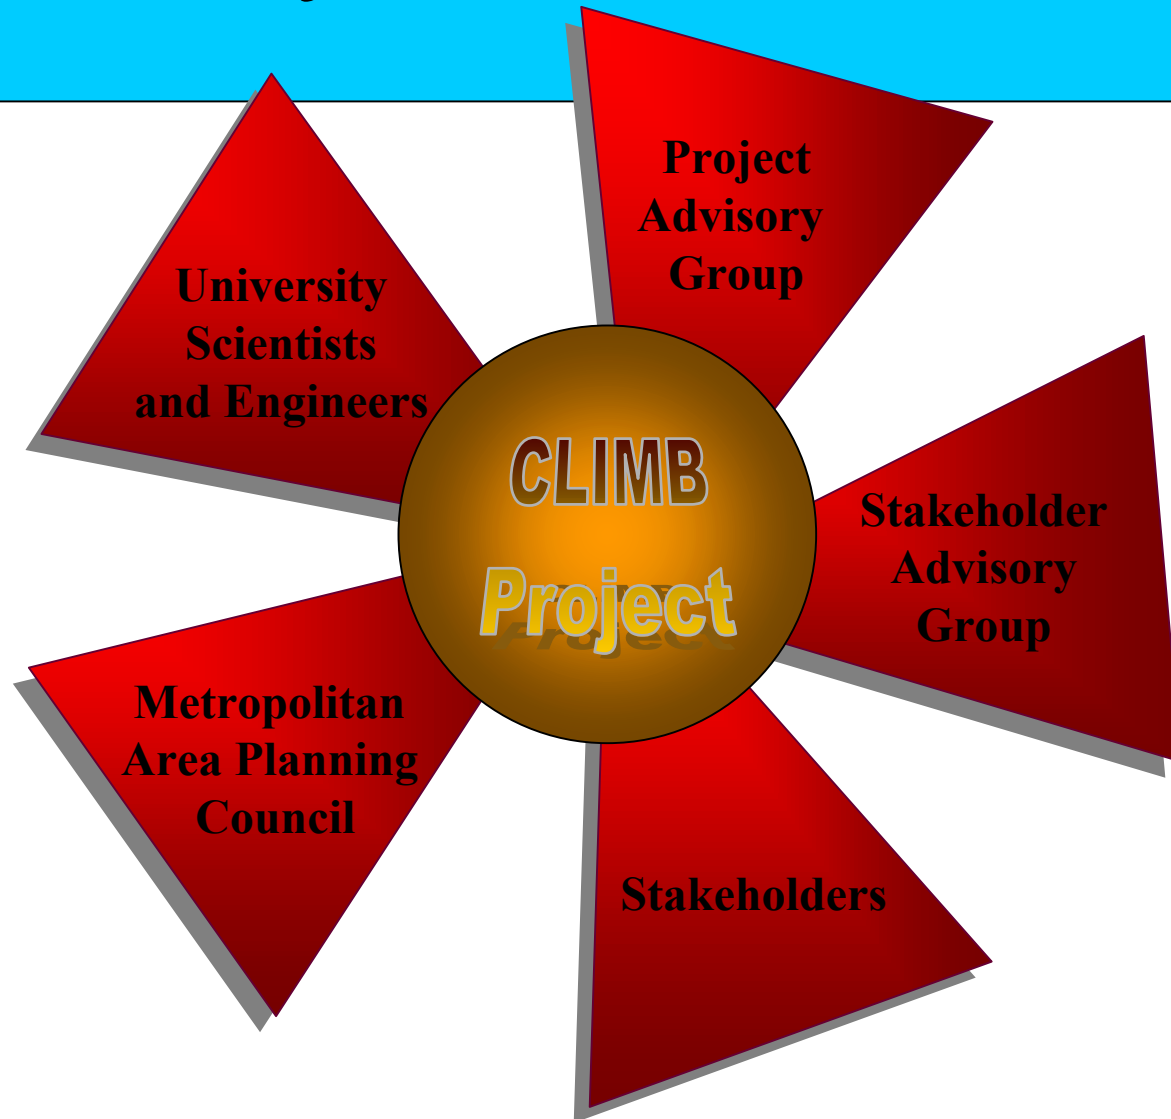 Project
Advisory
Group
University
Scientists
and Engineers
CLIMB
Project
Stakeholder
Advisory
Group
Metropolitan
Area Planning
Council
Stakeholders